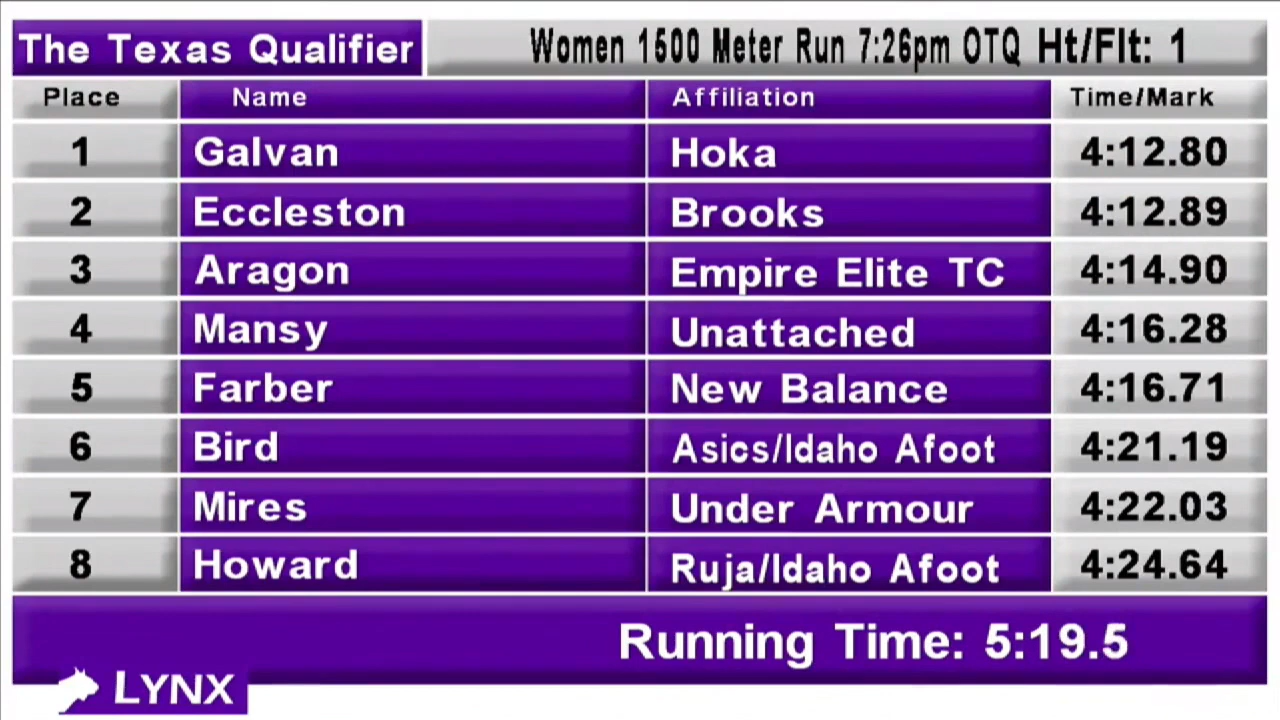 The Texas Qualifier Women 1500 Meter Run 7:26pm OTQ Ht/Flt: 1
Place Name Affiliation Time/Mark
1 Galvan Hoka 4:12.80
2 Eccleston Brooks 4:12.89
3 Aragon Empire Elite TC 4:14.90
4 Mansy Unattached 4:16.28
5 Farber New Balance 4:16.71
6 Bird Asics/Idaho Afoot 4:21.19
7 Mires Under Armour 4:22.03
8 Howard Ruja/Idaho Afoot 4:24.64
Running Time: 5:19.5
LYNX